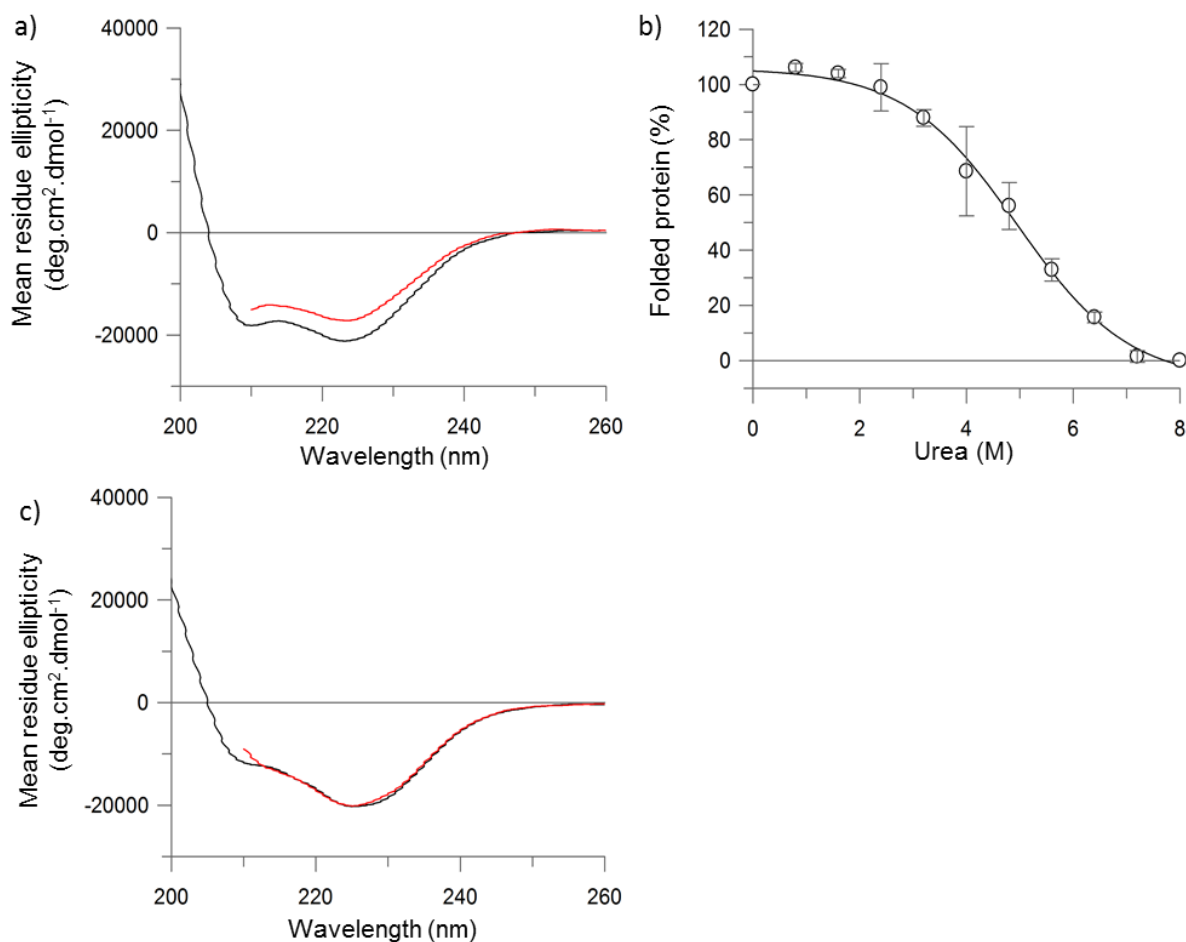 a)
Mean residue ellipticity
(deg.cm².dmol⁻¹)
40000
20000
0
-20000
200
220
240
260
Wavelength (nm)
b)
Folded protein (%)
120
100
80
60
40
20
0
0
2
4
6
8
Urea (M)
c)
Mean residue ellipticity
(deg.cm².dmol⁻¹)
40000
20000
0
-20000
200
220
240
260
Wavelength (nm)